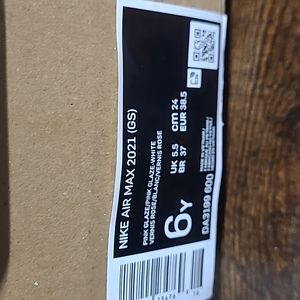 NIKE AIR MAX 2021 (GS)
PINK GLAZE/PINK GLAZE-WHITE
VERNIS ROSE/BLANC/VERNIS ROSE
6Y
UK 5.5 cm 24
BR 37 EUR 38.5
DA3199 600